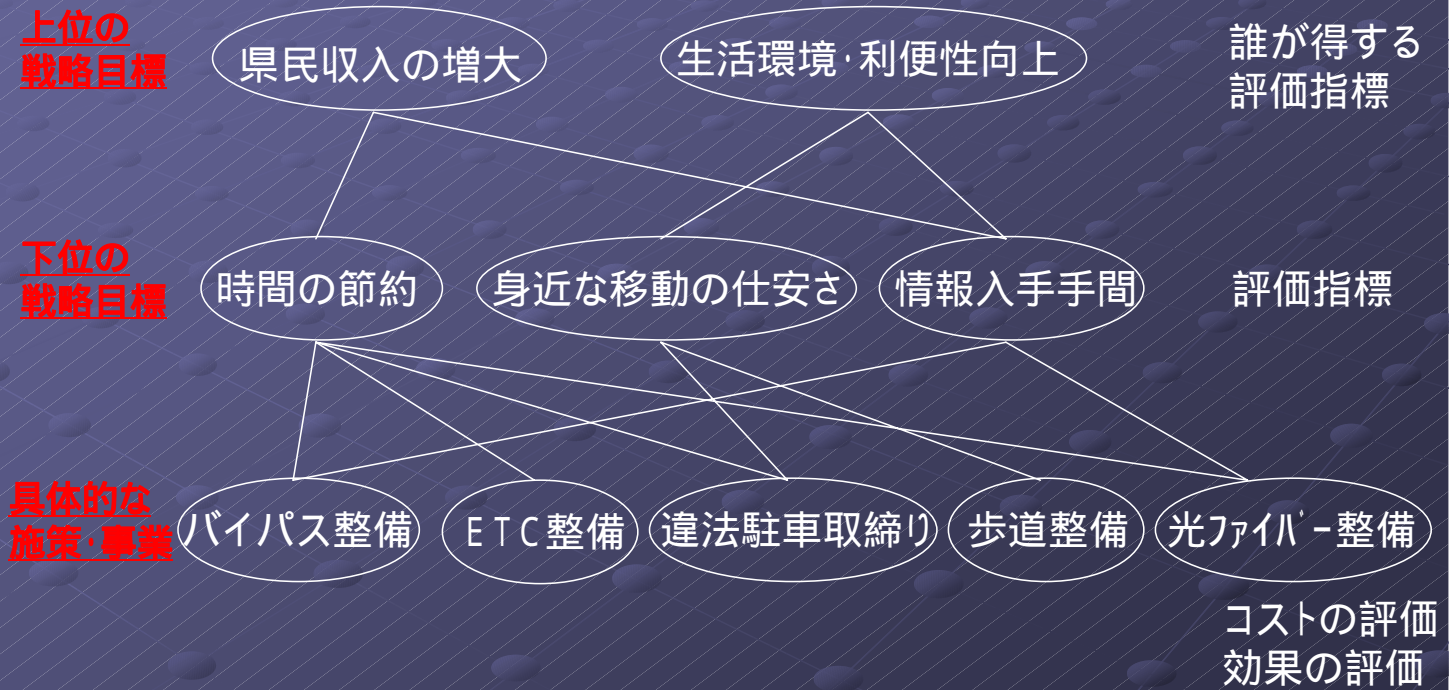 上位の
戦略目標
県民収入の増大
生活環境・利便性向上
誰が得する
評価指標
下位の
戦略目標
時間の節約
身近な移動の仕安さ
情報入手手間
評価指標
具体的な
施策・事業
バイパス整備
ＥＴＣ整備
違法駐車取締り
歩道整備
光ﾌｧｲﾊﾞｰ整備
コストの評価
効果の評価